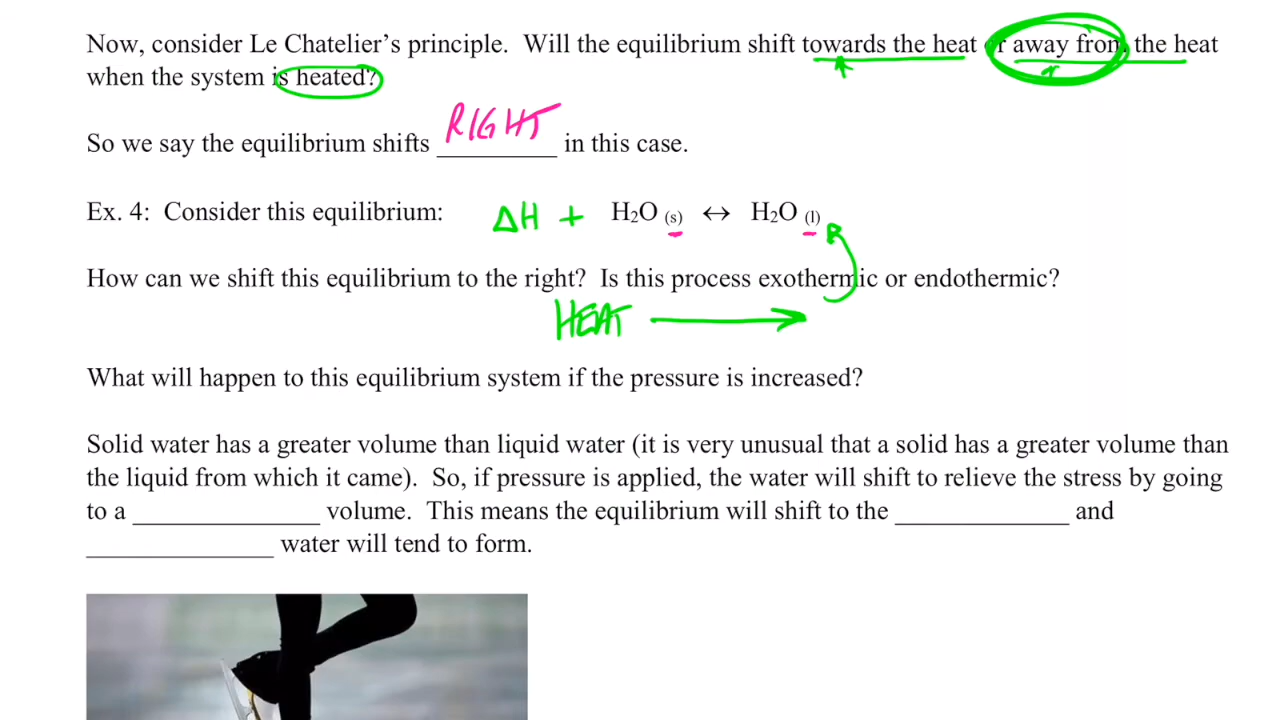 Now, consider Le Chatelier's principle.  Will the equilibrium shift towards the heat or away from the heat
when the system is heated?
So we say the equilibrium shifts RIGHT in this case.
Ex. 4:  Consider this equilibrium: ΔH + H2O (s) ↔ H2O (l)
How can we shift this equilibrium to the right?  Is this process exothermic or endothermic?
HEAT
What will happen to this equilibrium system if the pressure is increased?
Solid water has a greater volume than liquid water (it is very unusual that a solid has a greater volume than
the liquid from which it came).  So, if pressure is applied, the water will shift to relieve the stress by going
to a ______________ volume.  This means the equilibrium will shift to the _____________ and
______________ water will tend to form.